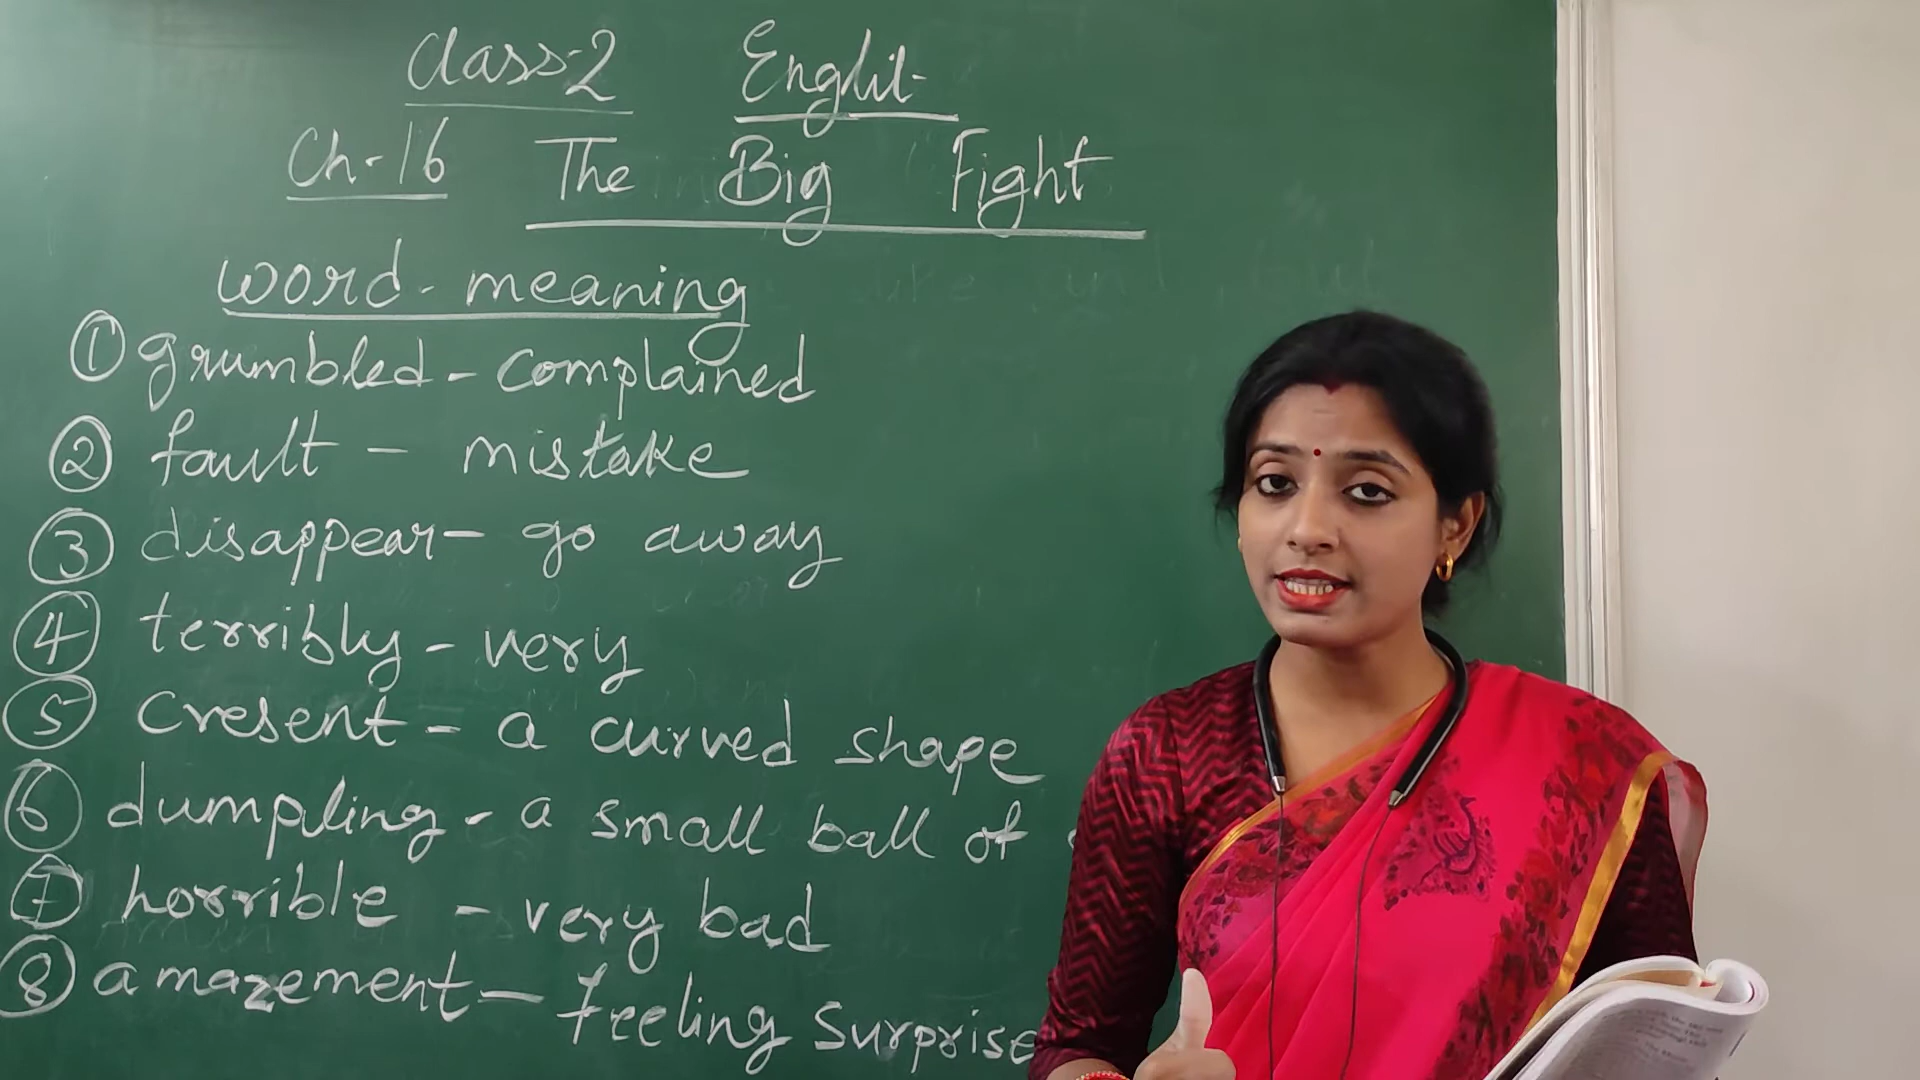 Class-2 Englit-
Ch-16 The Big Fight
word-meaning
① grumbled - complained
② fault - mistake
③ disappear - go away
④ terribly - very
⑤ cresent - a curved shape
⑥ dumpling - a small ball of
⑦ horrible - very bad
⑧ amazement - feeling surprise